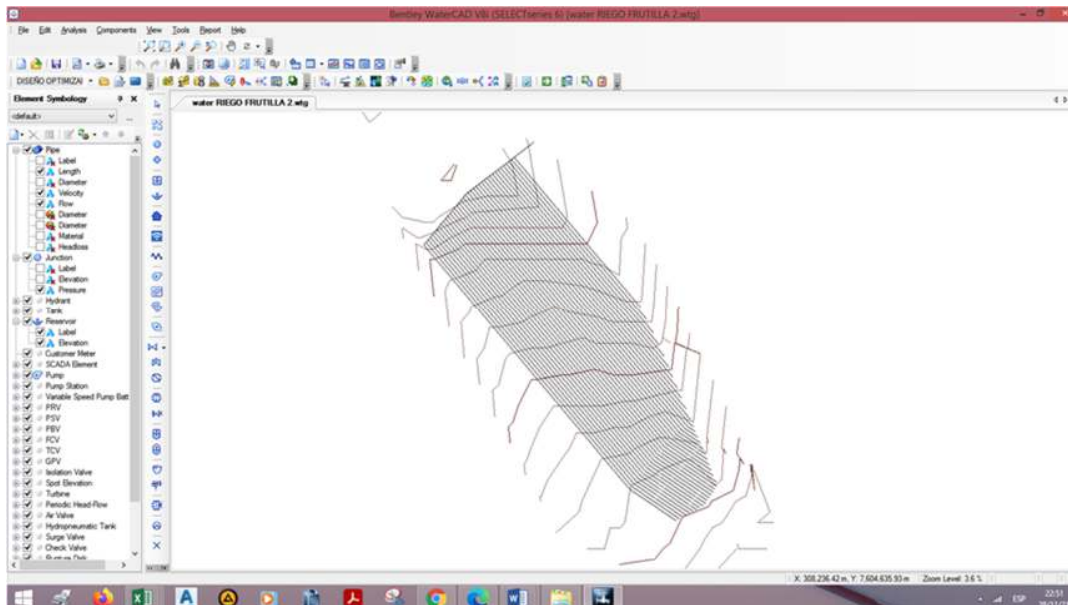 Bentley WaterCAD V8i (SELECTseries 6) [water RIEGO FRUTILLA 2.wtg]
File Edit Analysis Components View Tools Report Help
DISEÑO OPTIMIZAI
Element Symbology
<default>
water RIEGO FRUTILLA 2.wtg
Pipe
Label
Length
Diameter
Velocity
Flow
Diameter
Diameter
Material
Headloss
Junction
Label
Elevation
Pressure
Hydrant
Tank
Reservoir
Label
Elevation
Customer Meter
SCADA Element
Pump
Pump Station
Variable Speed Pump Batt
PRV
PSV
PBV
FCV
TCV
GPV
Isolation Valve
Spot Elevation
Turbine
Periodic Head-Flow
Air Valve
Hydropneumatic Tank
Surge Valve
Check Valve
X: 308,236.42 m, Y: 7,604,635.93 m Zoom Level: 3.6 %
ESP
22:51